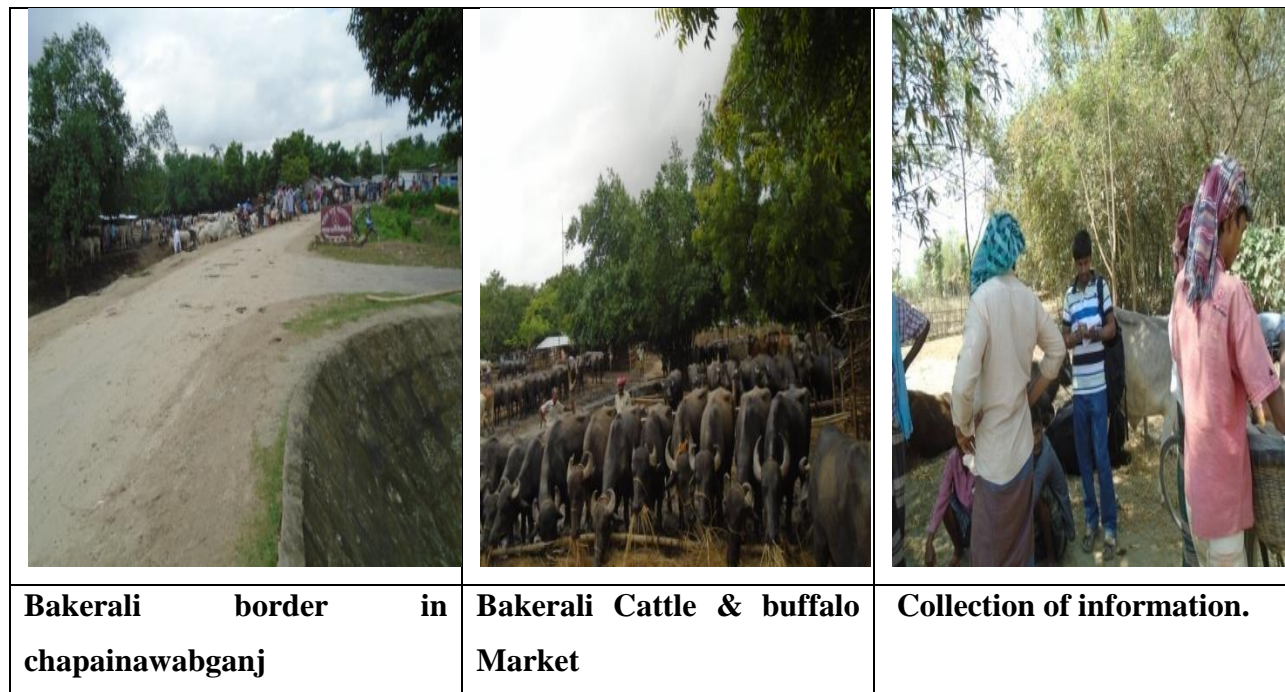 Bakerali border in
chapainawabganj
Bakerali Cattle & buffalo
Market
Collection of information.